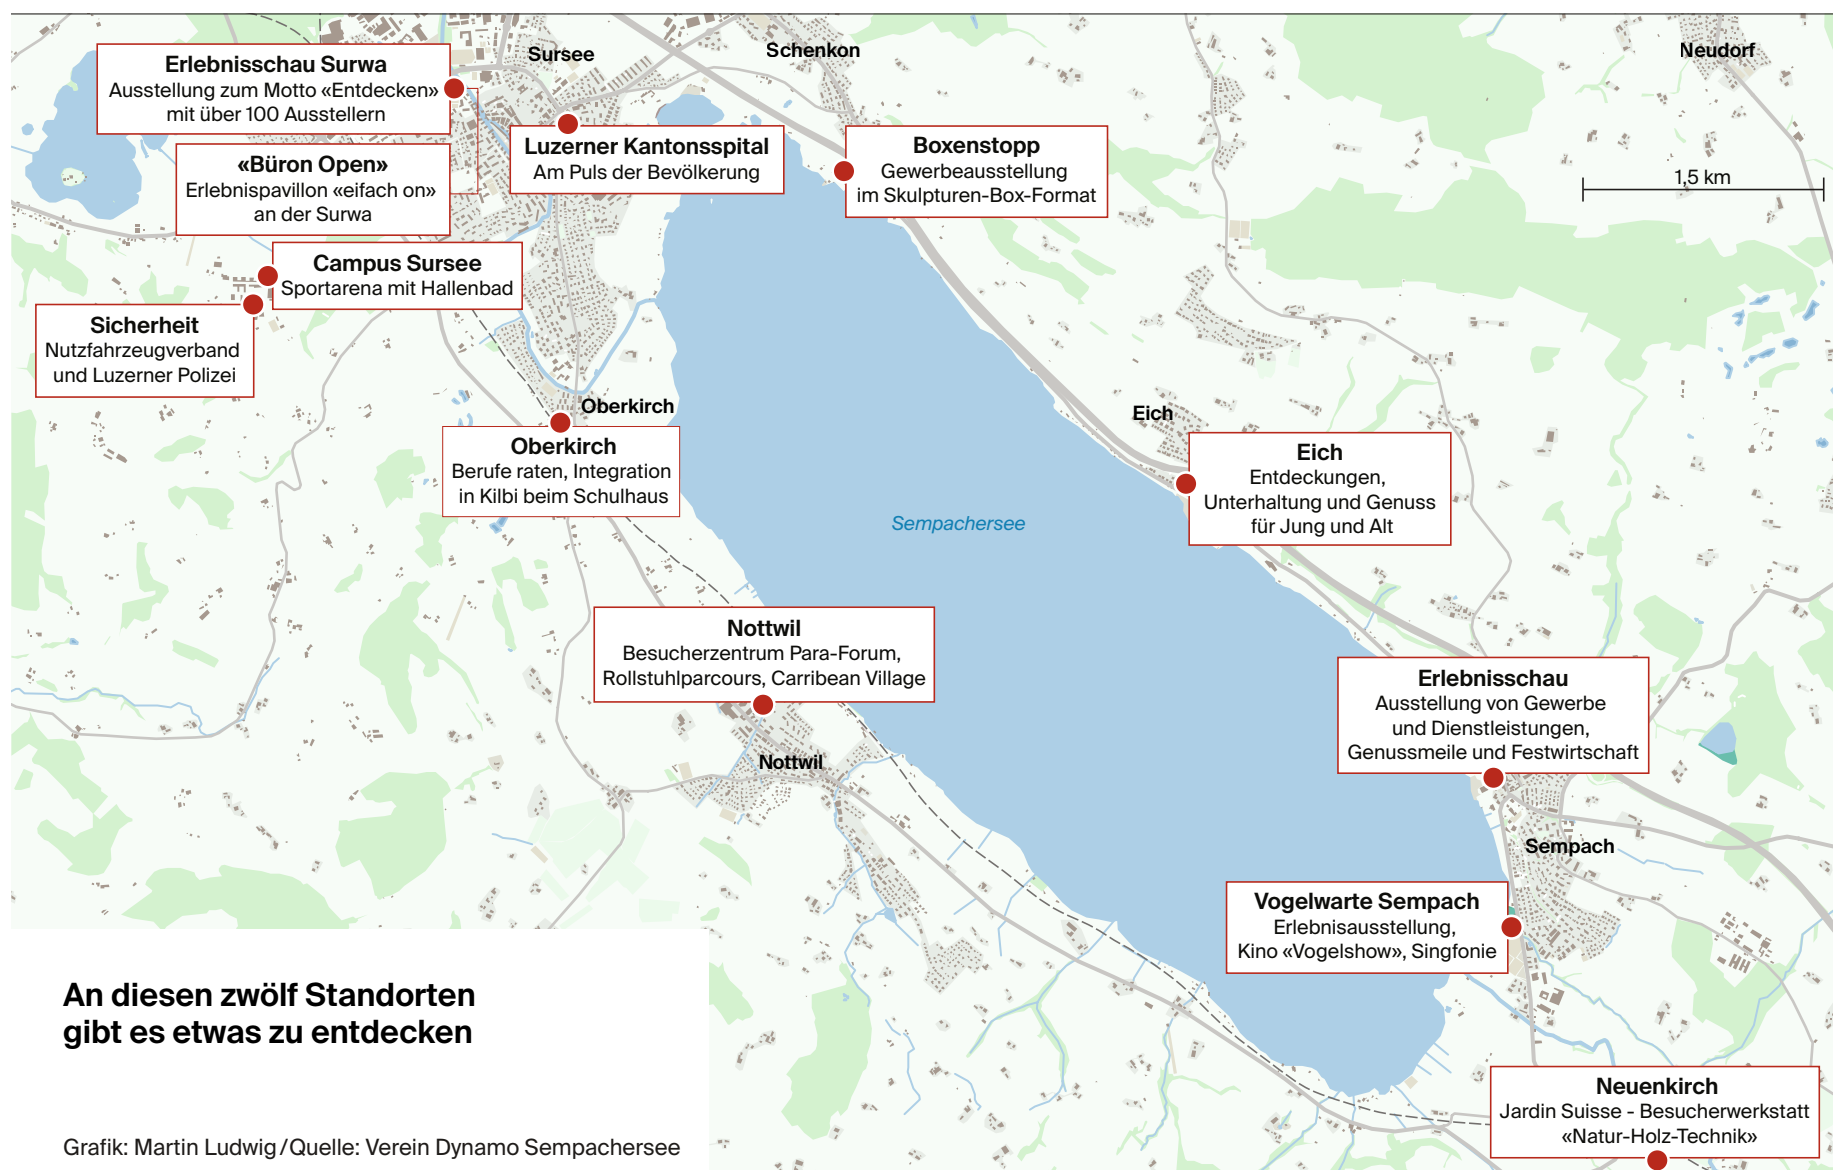 Sursee
Schenkon
Neudorf
Erlebnisschau Surwa
Ausstellung zum Motto «Entdecken»
mit über 100 Ausstellern
«Büron Open»
Erlebnispavillon «eifach on»
an der Surwa
Luzerner Kantonsspital
Am Puls der Bevölkerung
Boxenstopp
Gewerbeausstellung
im Skulpturen-Box-Format
1,5 km
Campus Sursee
Sportarena mit Hallenbad
Sicherheit
Nutzfahrzeugverband
und Luzerner Polizei
Oberkirch
Oberkirch
Berufe raten, Integration
in Kilbi beim Schulhaus
Eich
Eich
Entdeckungen,
Unterhaltung und Genuss
für Jung und Alt
Sempachersee
Nottwil
Besucherzentrum Para-Forum,
Rollstuhlparcours, Carribean Village
Nottwil
Erlebnisschau
Ausstellung von Gewerbe
und Dienstleistungen,
Genussmeile und Festwirtschaft
Sempach
Vogelwarte Sempach
Erlebnisausstellung,
Kino «Vogelshow», Singfonie
Neuenkirch
Jardin Suisse - Besucherwerkstatt
«Natur-Holz-Technik»
An diesen zwölf Standorten
gibt es etwas zu entdecken
Grafik: Martin Ludwig/Quelle: Verein Dynamo Sempachersee